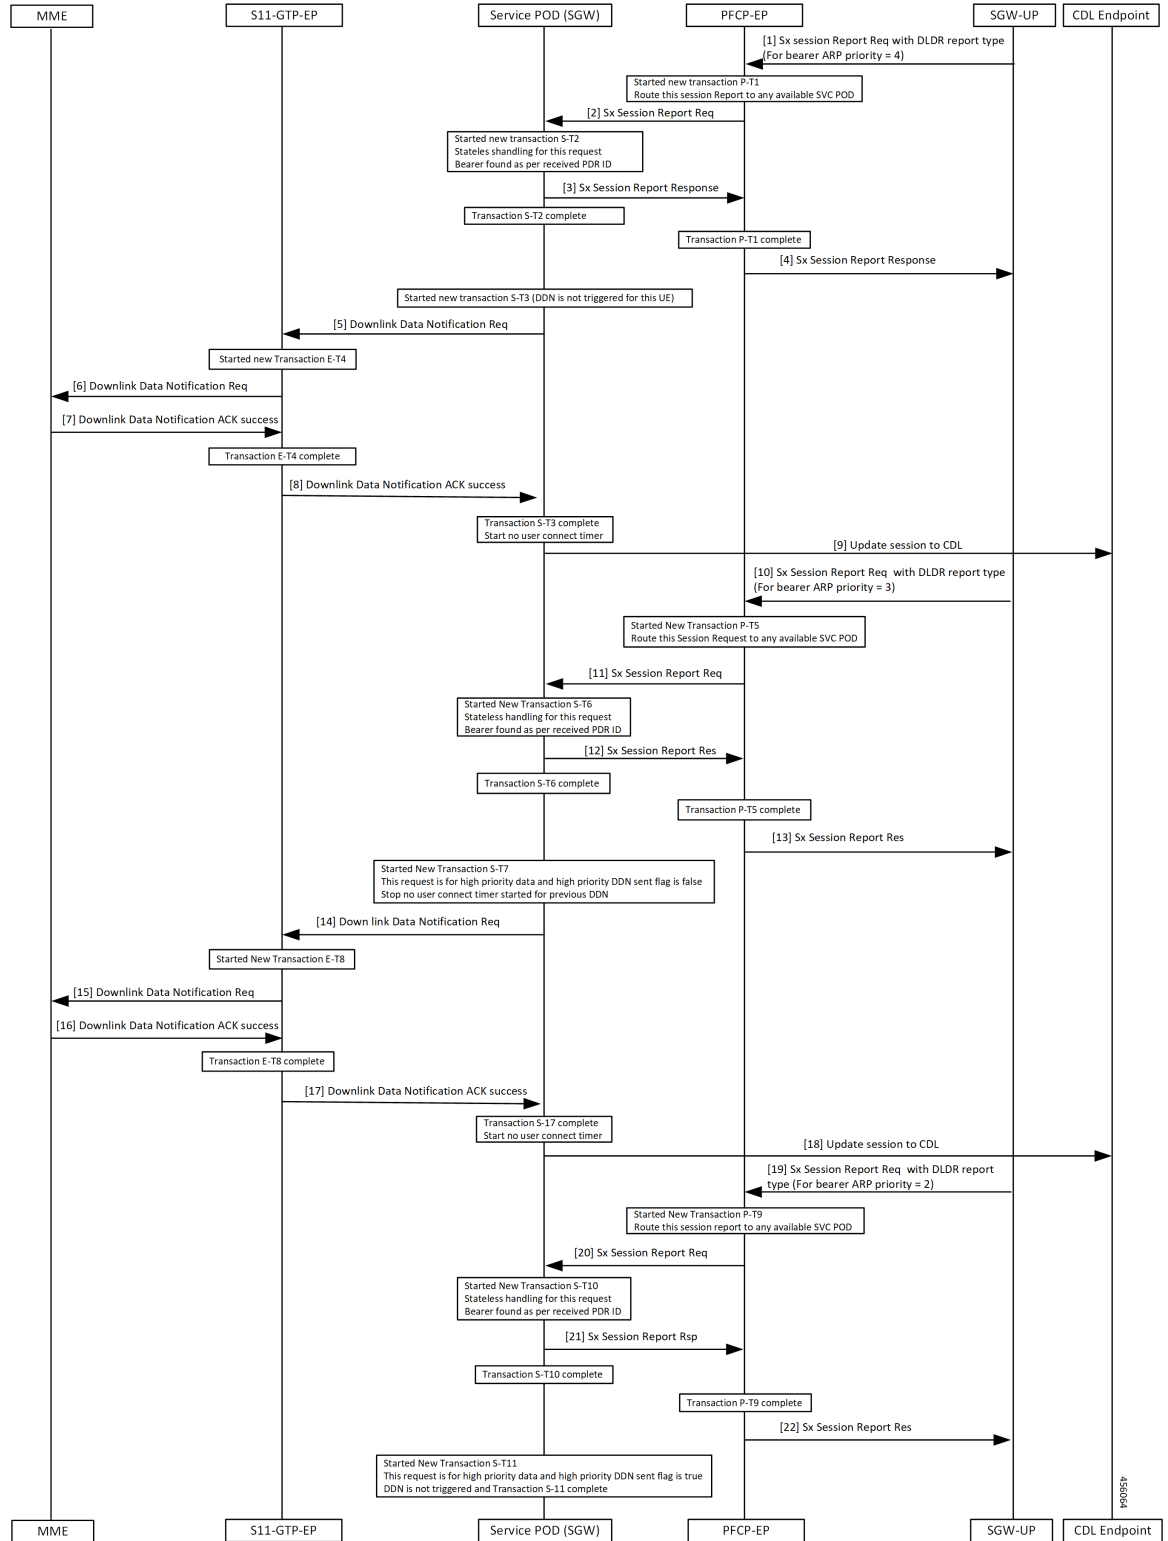 MME
S11-GTP-EP
Service POD (SGW)
PFCP-EP
SGW-UP
CDL Endpoint
[1] Sx session Report Req with DLDR report type
(For bearer ARP priority = 4)
Started new transaction P-T1
Route this session Report to any available SVC POD
[2] Sx Session Report Req
Started new transaction S-T2
Stateles shandling for this request
Bearer found as per received PDR ID
[3] Sx Session Report Response
Transaction S-T2 complete
Transaction P-T1 complete
[4] Sx Session Report Response
Started new transaction S-T3 (DDN is not triggered for this UE)
[5] Downlink Data Notification Req
Started new Transaction E-T4
[6] Downlink Data Notification Req
[7] Downlink Data Notification ACK success
Transaction E-T4 complete
[8] Downlink Data Notification ACK success
Transaction S-T3 complete
Start no user connect timer
[9] Update session to CDL
[10] Sx Session Report Req  with DLDR report type
(For bearer ARP priority = 3)
Started New Transaction P-T5
Route this Session Request to any available SVC POD
[11] Sx Session Report Req
Started New Transaction S-T6
Stateless handling for this request
Bearer found as per received PDR ID
[12] Sx Session Report Res
Transaction S-T6 complete
Transaction P-T5 complete
[13] Sx Session Report Res
Started New Transaction S-T7
This request is for high priority data and high priority DDN sent flag is false
Stop no user connect timer started for previous DDN
[14] Down link Data Notification Req
Started New Transaction E-T8
[15] Downlink Data Notification Req
[16] Downlink Data Notification ACK success
Transaction E-T8 complete
[17] Downlink Data Notification ACK success
Transaction S-17 complete
Start no user connect timer
[18] Update session to CDL
[19] Sx Session Report Req  with DLDR report
type (For bearer ARP priority = 2)
Started New Transaction P-T9
Route this session report to any available SVC POD
[20] Sx Session Report Req
Started New Transaction S-T10
Stateless handling for this request
Bearer found as per received PDR ID
[21] Sx Session Report Rsp
Transaction S-T10 complete
Transaction P-T9 complete
[22] Sx Session Report Res
Started New Transaction S-T11
This request is for high priority data and high priority DDN sent flag is true
DDN is not triggered and Transaction S-11 complete
456064
MME
S11-GTP-EP
Service POD (SGW)
PFCP-EP
SGW-UP
CDL Endpoint